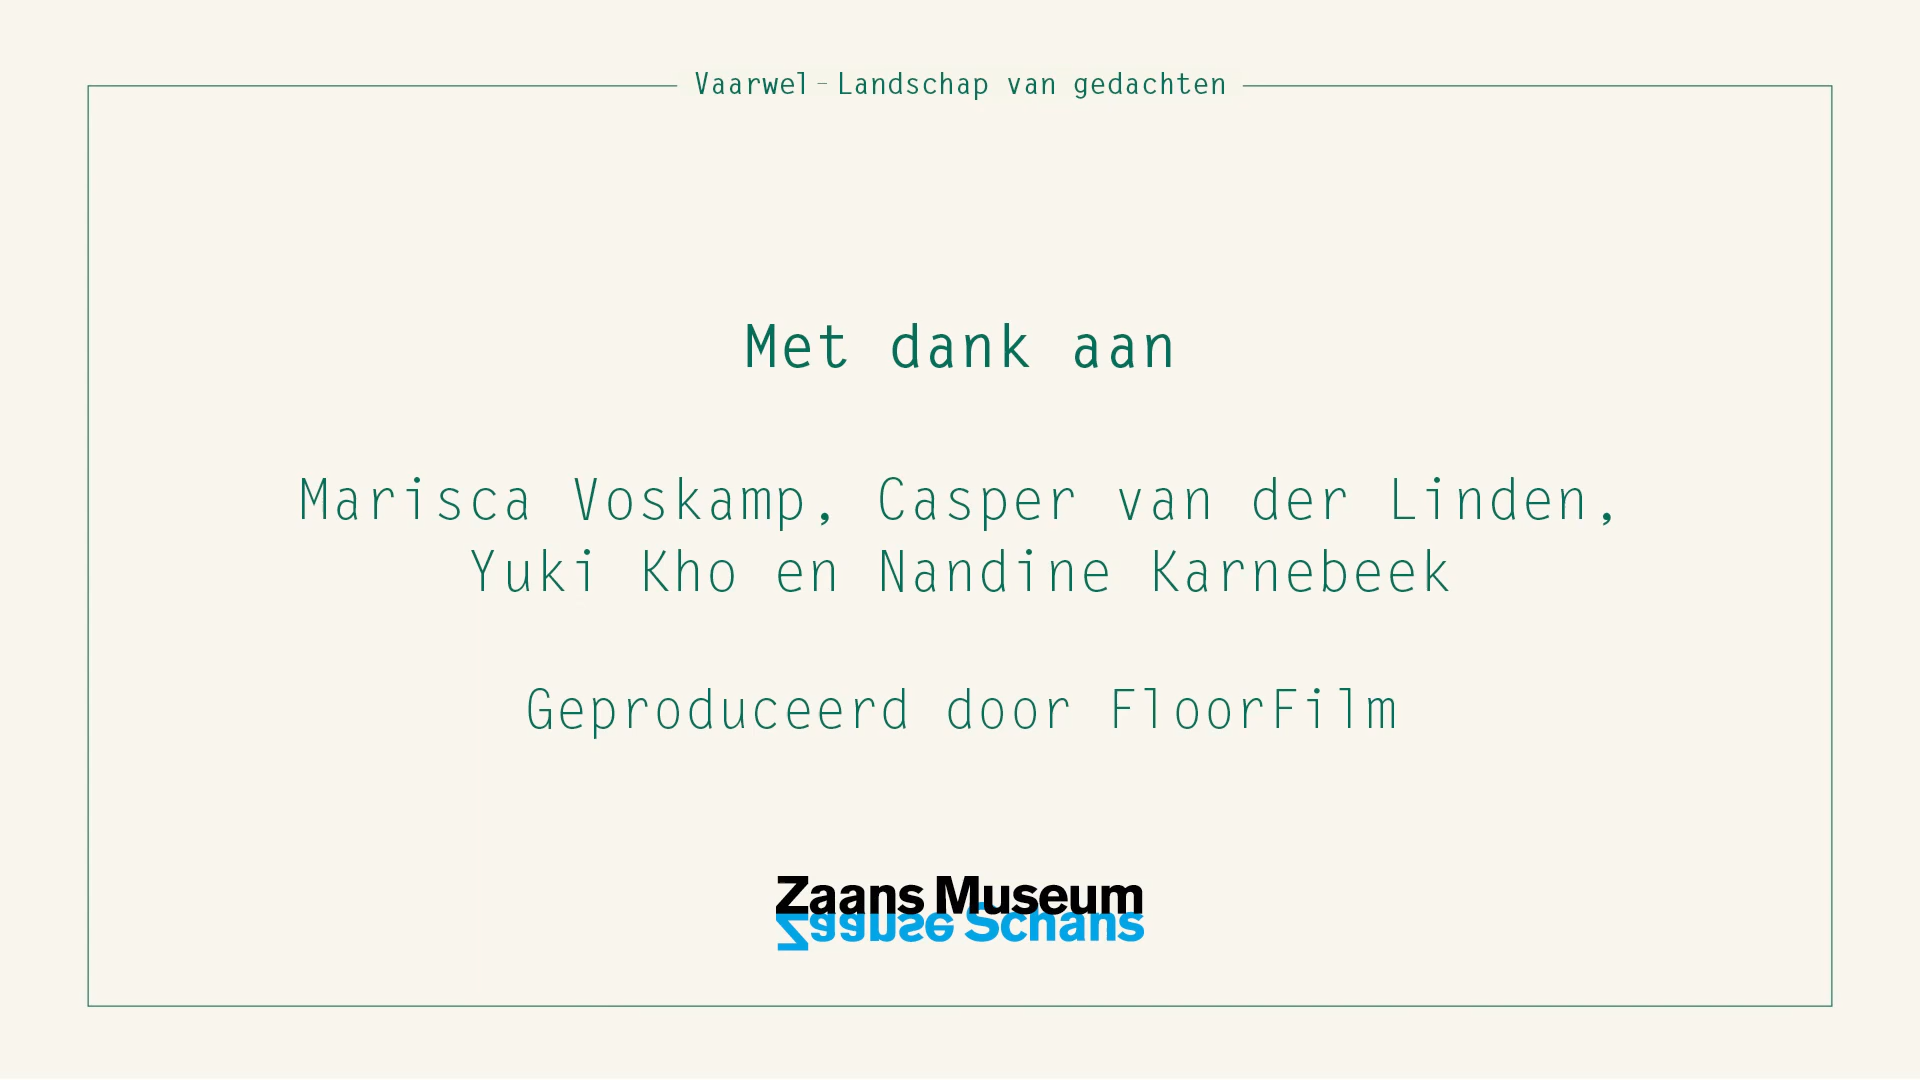 Vaarwel - Landschap van gedachten
Met dank aan
Marisca Voskamp, Casper van der Linden,
Yuki Kho en Nandine Karnebeek
Geproduceerd door FloorFilm
Zaans Museum
Zaanse Schans